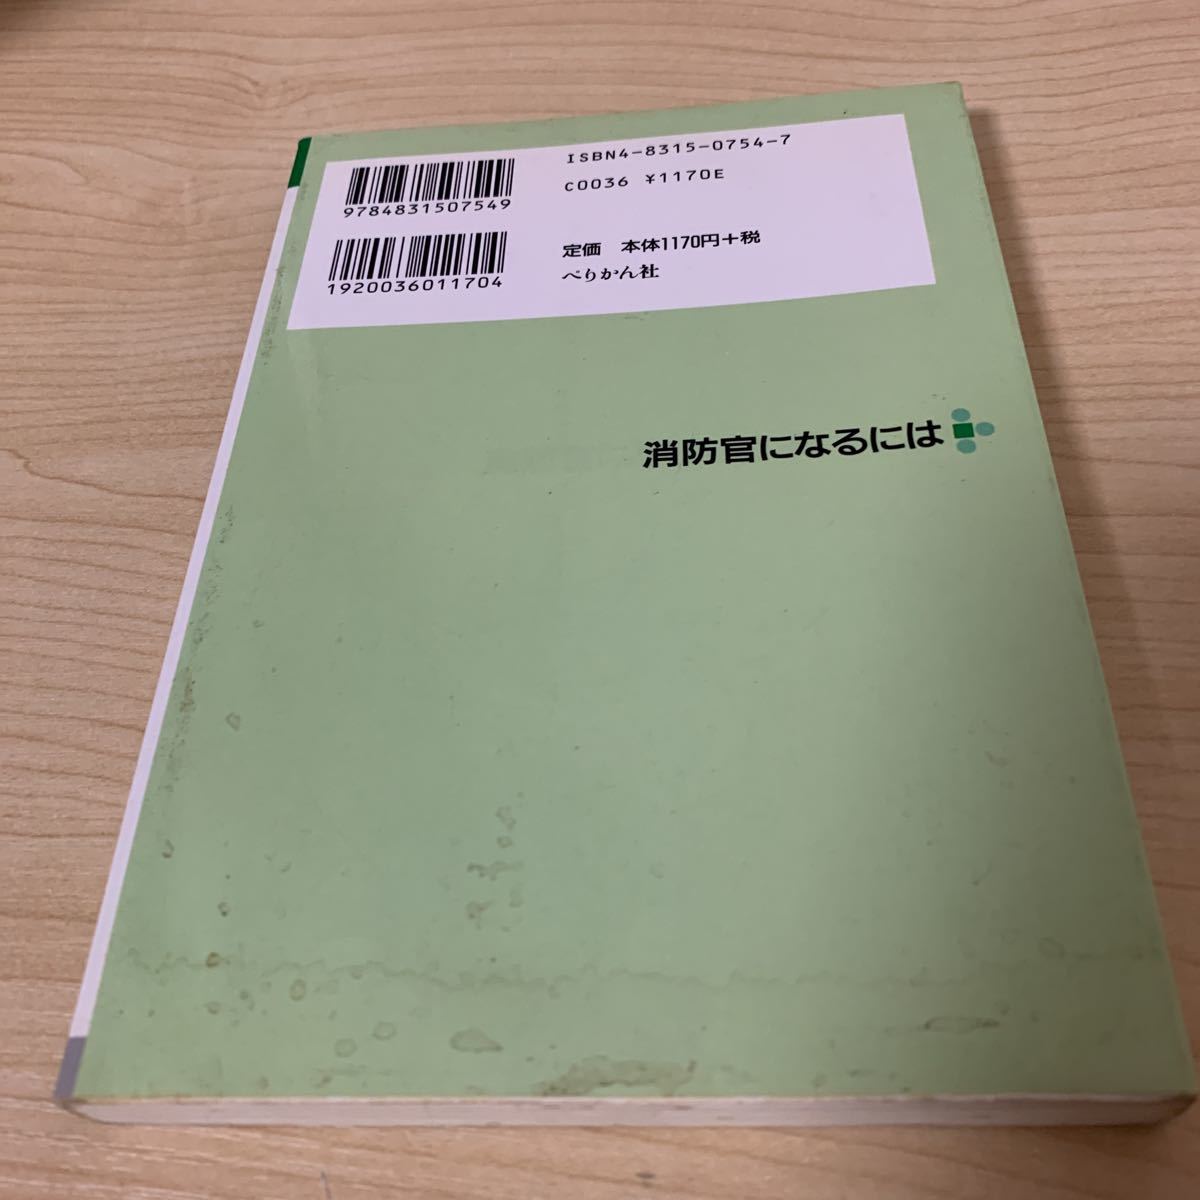 ISBN4-8315-0754-7
C0036 ¥1170E
9784831507549
定価 本体1170円+税
ぺりかん社
1920036011704
消防官になるには